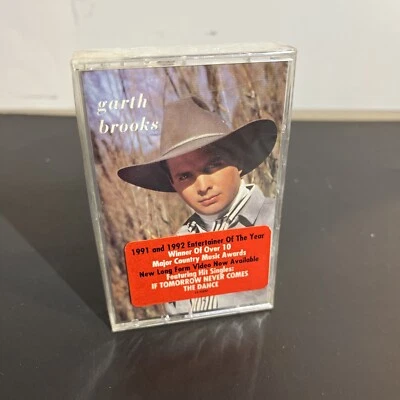 garth
brooks
1991 and 1992 Entertainer Of The Year
Winner Of Over 10
Major Country Music Awards
New Long Form Video Now Available
Featuring Hit Singles:
IF TOMORROW NEVER COMES
THE DANCE